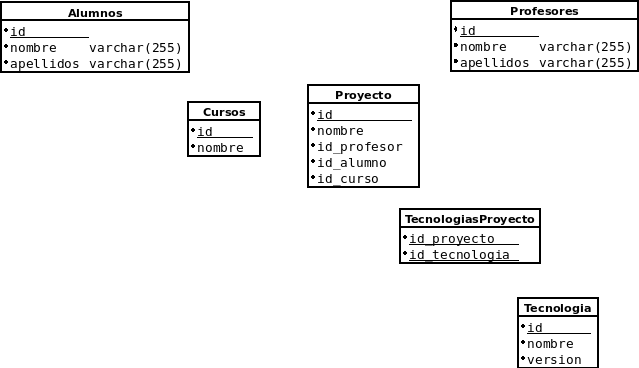 Alumnos
id
nombre varchar(255)
apellidos varchar(255)
Profesores
id
nombre varchar(255)
apellidos varchar(255)
Cursos
id
nombre
Proyecto
id
nombre
id_profesor
id_alumno
id_curso
TecnologiasProyecto
id_proyecto
id_tecnologia
Tecnologia
id
nombre
version